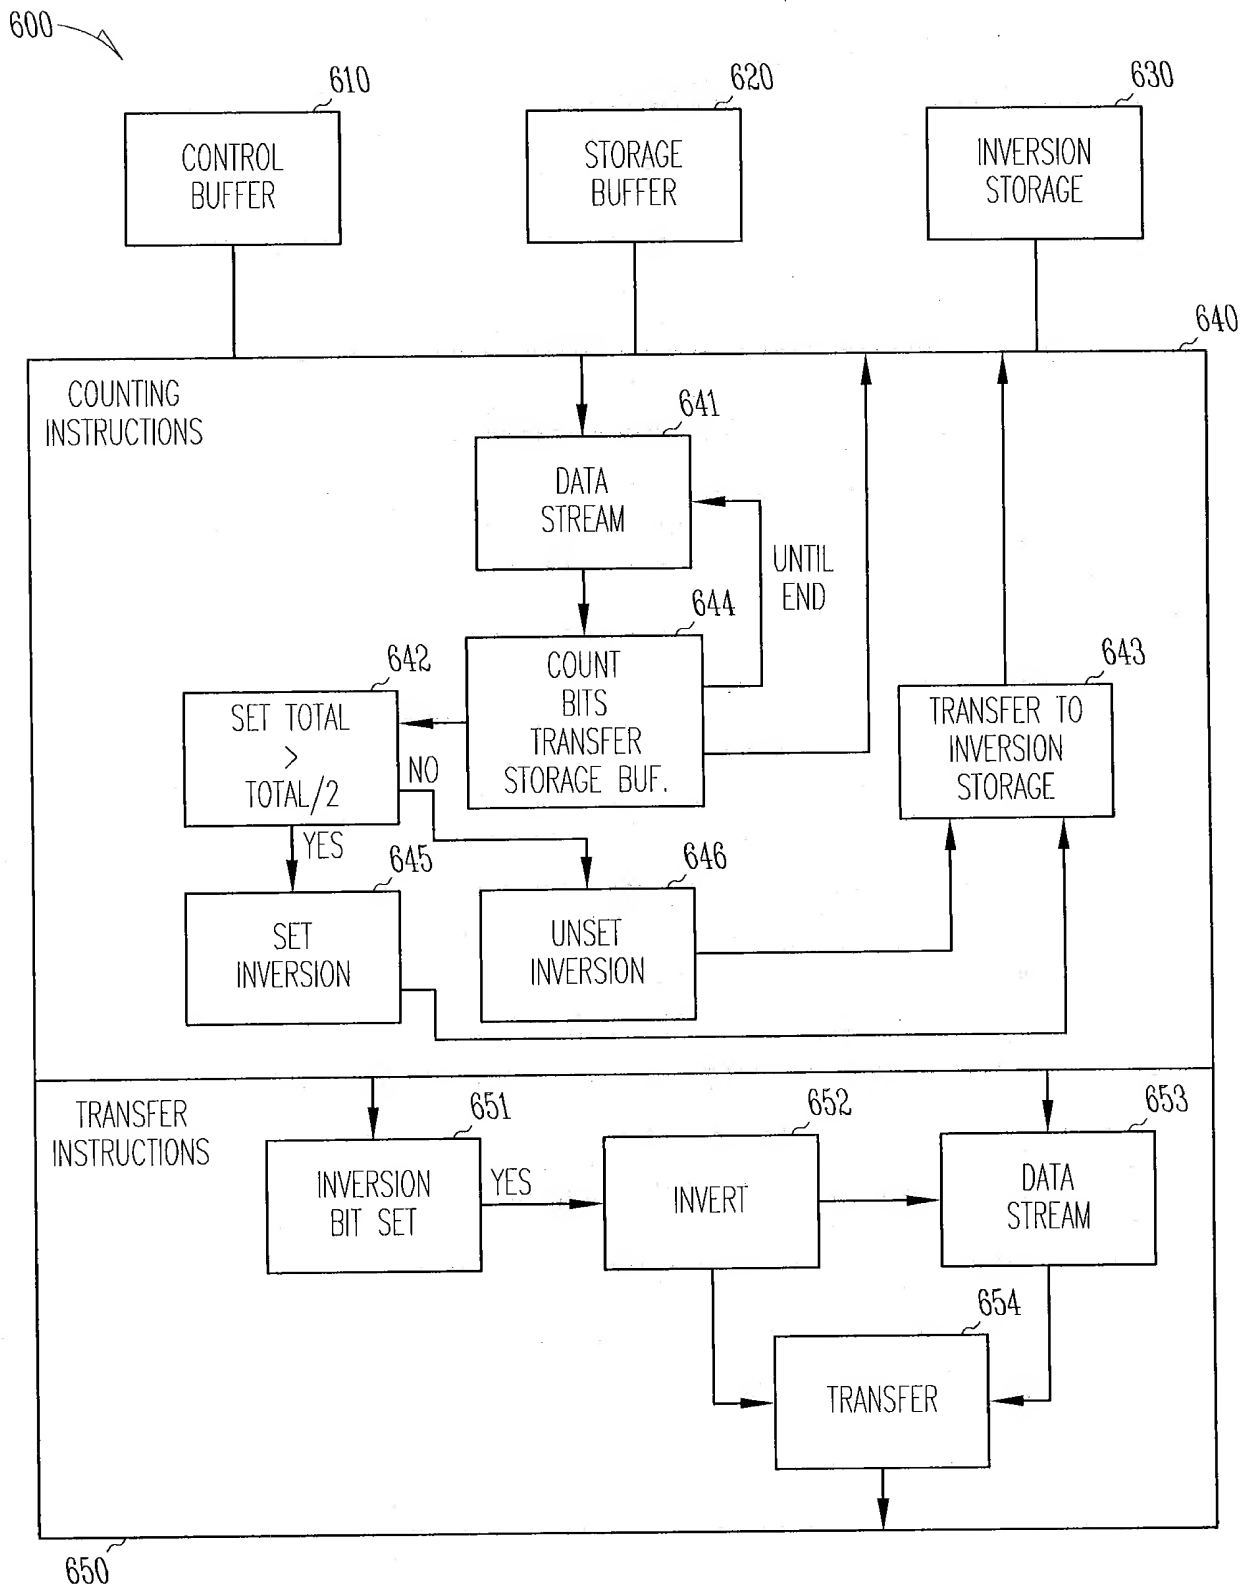 600
610
620
630
CONTROL
BUFFER
STORAGE
BUFFER
INVERSION
STORAGE
640
COUNTING
INSTRUCTIONS
641
DATA
STREAM
UNTIL
END
644
COUNT
BITS
TRANSFER
STORAGE BUF.
642
SET TOTAL
>
TOTAL/2
NO
YES
643
TRANSFER TO
INVERSION
STORAGE
645
SET
INVERSION
646
UNSET
INVERSION
TRANSFER
INSTRUCTIONS
651
INVERSION
BIT SET
YES
652
INVERT
653
DATA
STREAM
654
TRANSFER
650